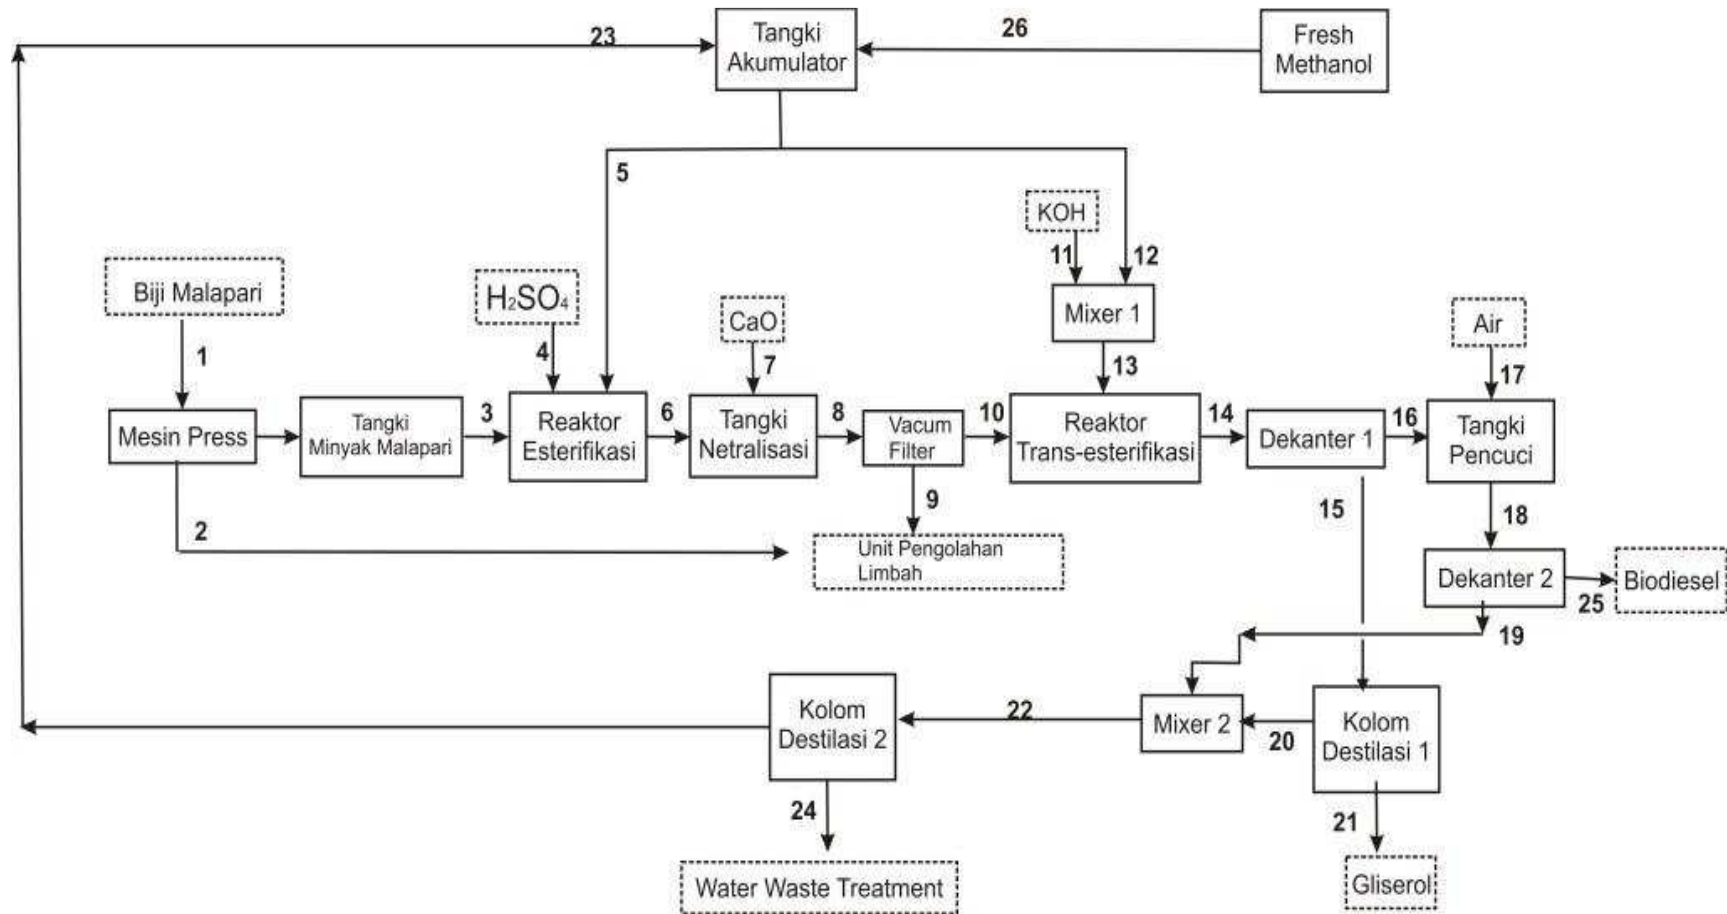 23
Tangki
Akumulator
26
Fresh
Methanol
5
KOH
11
12
Biji Malapari
H₂SO₄
CaO
Mixer 1
Air
1
4
7
13
17
Mesin Press
Tangki
Minyak Malapari
3
Reaktor
Esterifikasi
6
Tangki
Netralisasi
8
Vacum
Filter
10
Reaktor
Trans-esterifikasi
14
Dekanter 1
16
Tangki
Pencuci
2
9
15
18
Unit Pengolahan
Limbah
Dekanter 2
25
Biodiesel
19
Kolom
Destilasi 2
22
Mixer 2
20
Kolom
Destilasi 1
24
21
Water Waste Treatment
Gliserol